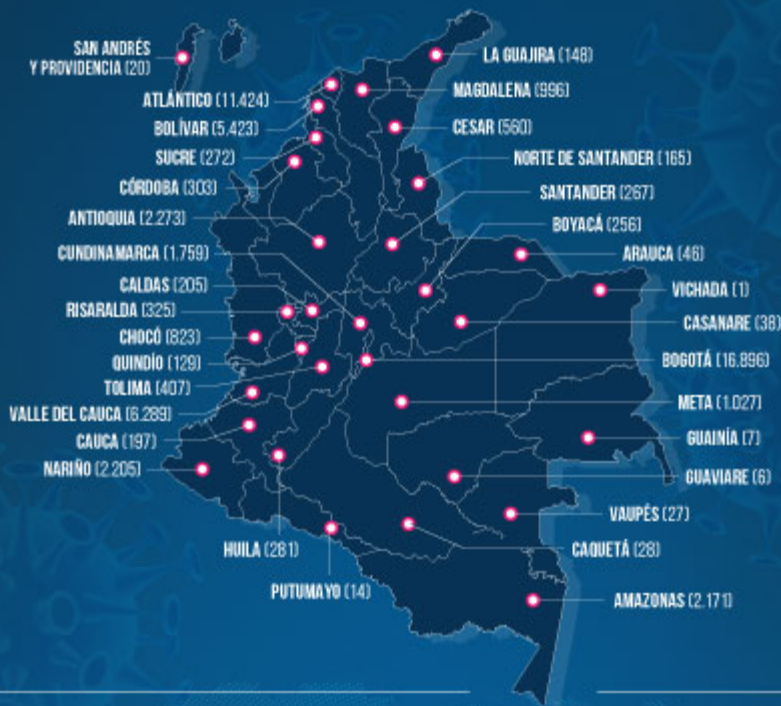 SAN ANDRÉS
Y PROVIDENCIA (20)
ATLÁNTICO (11.424)
BOLÍVAR (5.423)
SUCRE (272)
CÓRDOBA (303)
ANTIOQUIA (2.273)
CUNDINAMARCA (1.759)
CALDAS (205)
RISARALDA (325)
CHOCÓ (823)
QUINDÍO (129)
TOLIMA (407)
VALLE DEL CAUCA (6.289)
CAUCA (197)
NARIÑO (2.205)
HUILA (281)
PUTUMAYO (14)
LA GUAJIRA (148)
MAGDALENA (996)
CESAR (560)
NORTE DE SANTANDER (165)
SANTANDER (267)
BOYACÁ (256)
ARAUCA (46)
VICHADA (1)
CASANARE (38)
BOGOTÁ (16.896)
META (1.027)
GUAINÍA (7)
GUAVIARE (6)
VAUPÉS (27)
CAQUETÁ (28)
AMAZONAS (2.171)